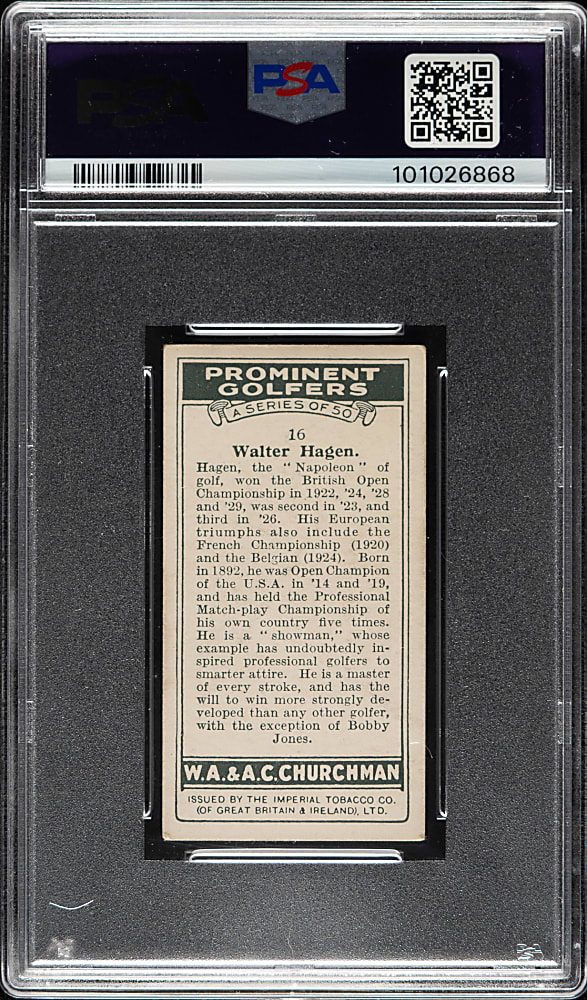 PSA
PSA
101026868
PROMINENT
GOLFERS
A SERIES OF 50
16
Walter Hagen.
Hagen, the "Napoleon" of
golf, won the British Open
Championship in 1922, '24, '28
and '29, was second in '23, and
third in '26. His European
triumphs also include the
French Championship (1920)
and the Belgian (1924). Born
in 1892, he was Open Champion
of the U.S.A. in '14 and '19,
and has held the Professional
Match-play Championship of
his own country five times.
He is a "showman," whose
example has undoubtedly in-
spired professional golfers to
smarter attire. He is a master
of every stroke, and has the
will to win more strongly de-
veloped than any other golfer,
with the exception of Bobby
Jones.
W.A. & A.C. CHURCHMAN
ISSUED BY THE IMPERIAL TOBACCO CO.
(OF GREAT BRITAIN & IRELAND), LTD.
PSA